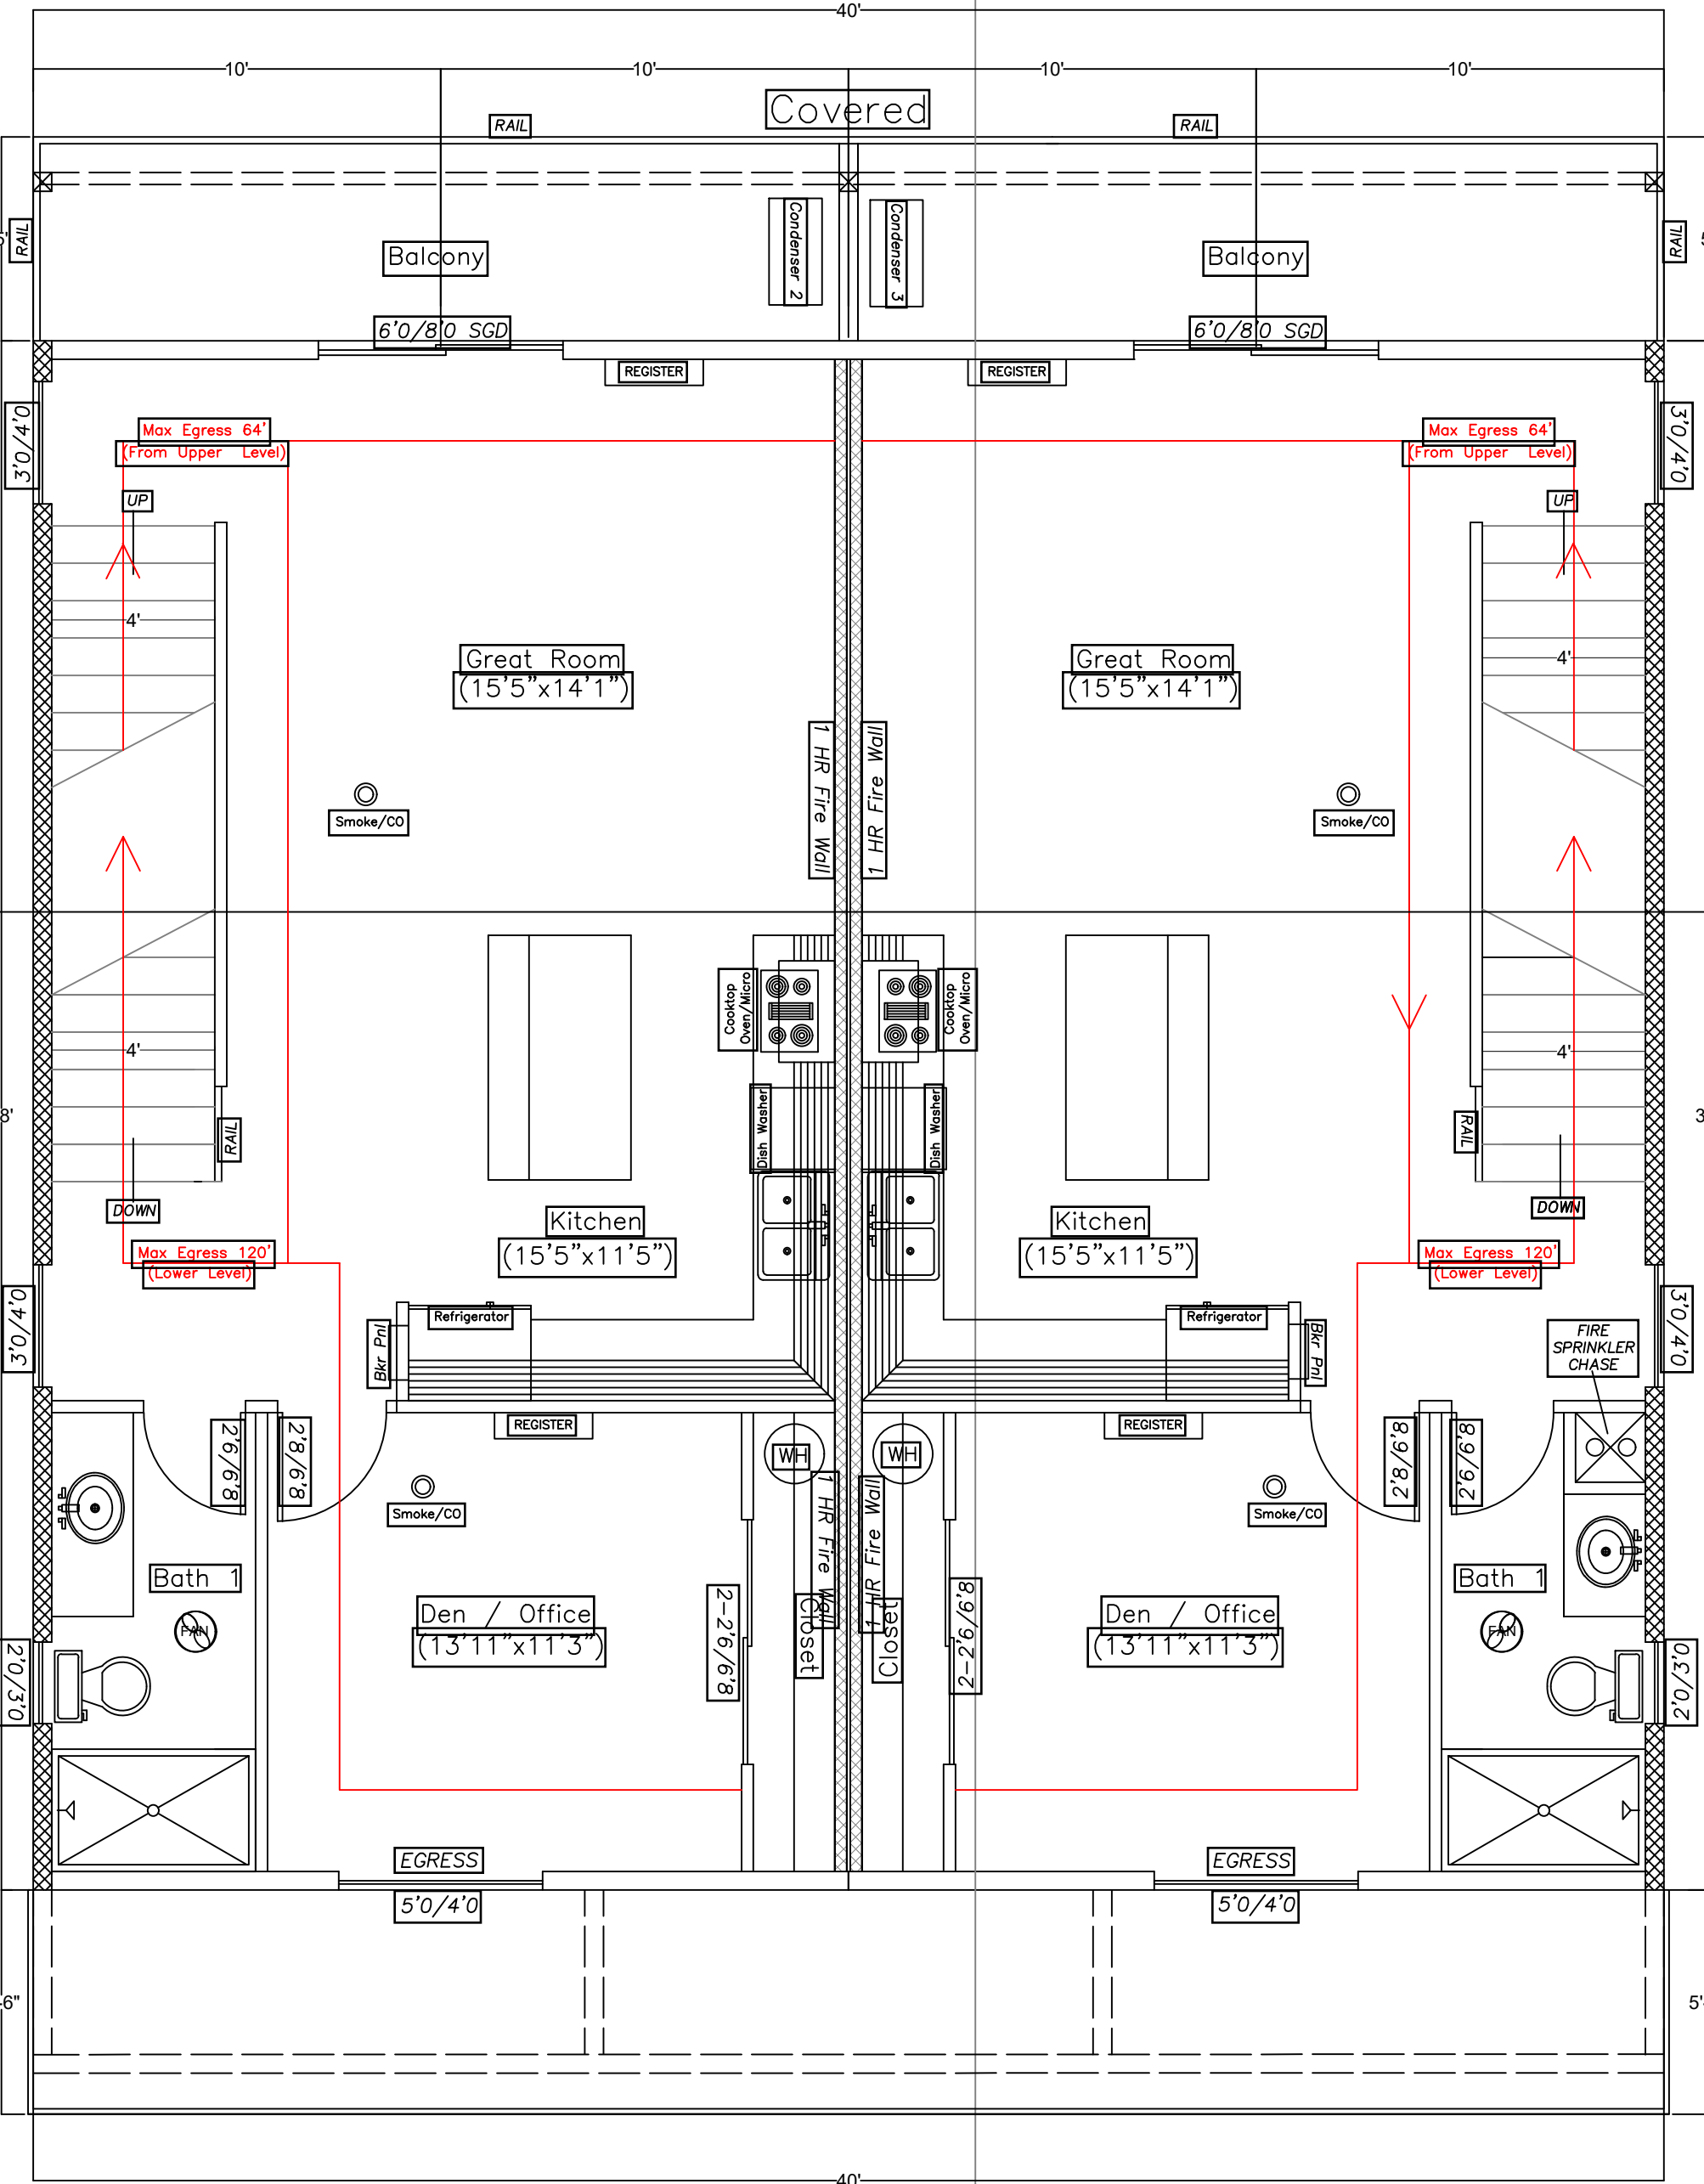 40'
10'
10'
10'
10'
Covered
RAIL
RAIL
RAIL
Condenser 2
Condenser 3
RAIL
Balcony
Balcony
6'0/8'0 SGD
6'0/8'0 SGD
REGISTER
REGISTER
3'0/4'0
Max Egress 64'
(From Upper Level)
Max Egress 64'
(From Upper Level)
3'0/4'0
UP
UP
4'
4'
Great Room
(15'5"x14'1")
Great Room
(15'5"x14'1")
1 HR Fire Wall
1 HR Fire Wall
Smoke/CO
Smoke/CO
Cooktop
Oven/Micro
Cooktop
Oven/Micro
4'
4'
8'
RAIL
Dish Washer
Dish Washer
RAIL
DOWN
DOWN
Kitchen
(15'5"x11'5")
Kitchen
(15'5"x11'5")
Max Egress 120'
(Lower Level)
Max Egress 120'
(Lower Level)
3'0/4'0
3'0/4'0
Bkr Pnl
Refrigerator
Refrigerator
Bkr Pnl
FIRE
SPRINKLER
CHASE
REGISTER
REGISTER
2'6/6'8
2'8/6'8
WH
WH
2'8/6'8
2'6/6'8
Smoke/CO
Smoke/CO
1 HR Fire Wall
1 HR Fire Wall
Bath 1
Bath 1
FAN
FAN
Den / Office
(13'11"x11'3")
Den / Office
(13'11"x11'3")
2-2'6/6'8
Closet
Closet
2-2'6/6'8
2'0/3'0
2'0/3'0
EGRESS
EGRESS
5'0/4'0
5'0/4'0
6"
40'